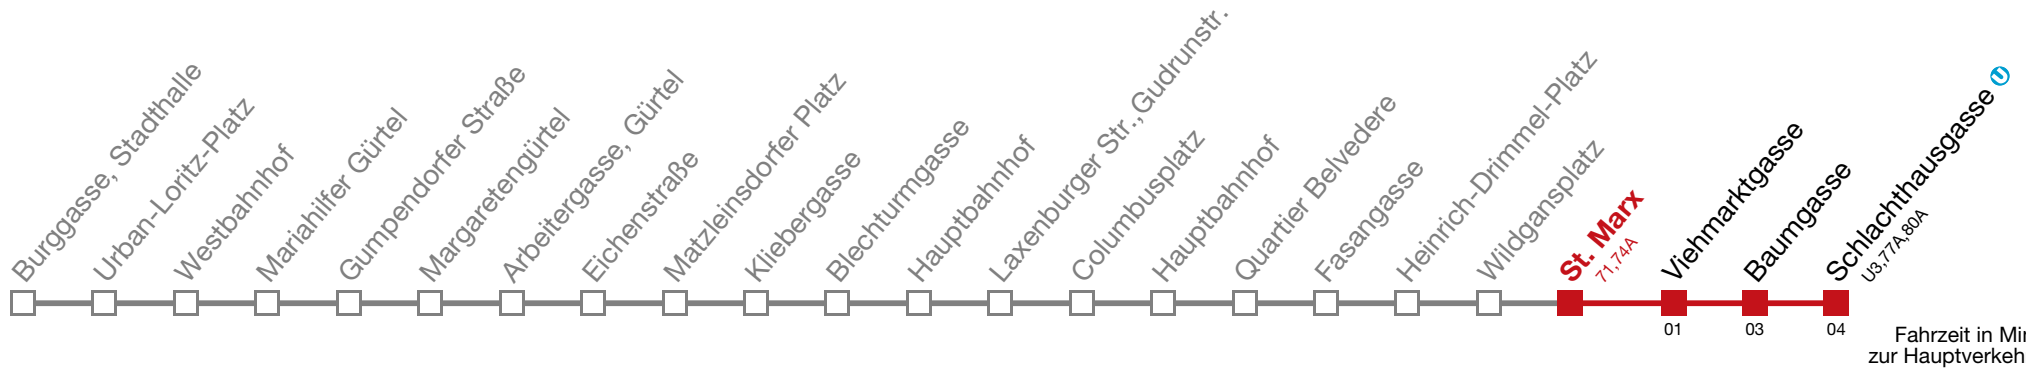 Burggasse, Stadthalle
Urban-Loritz-Platz
Westbahnhof
Mariahilfer Gürtel
Gumpendorfer Straße
Margaretengürtel
Arbeitergasse, Gürtel
Eichenstraße
Matzleinsdorfer Platz
Kliebergasse
Blechturmgasse
Hauptbahnhof
Laxenburger Str., Gudrunstr.
Columbusplatz
Hauptbahnhof
Quartier Belvedere
Fasangasse
Heinrich-Drimmel-Platz
Wildgansplatz
St. Marx
71,74A
Viehmarktgasse
Baumgasse
Schlachthausgasse U
U3,77A,80A
01
03
04
Fahrzeit in Min
zur Hauptverkeh